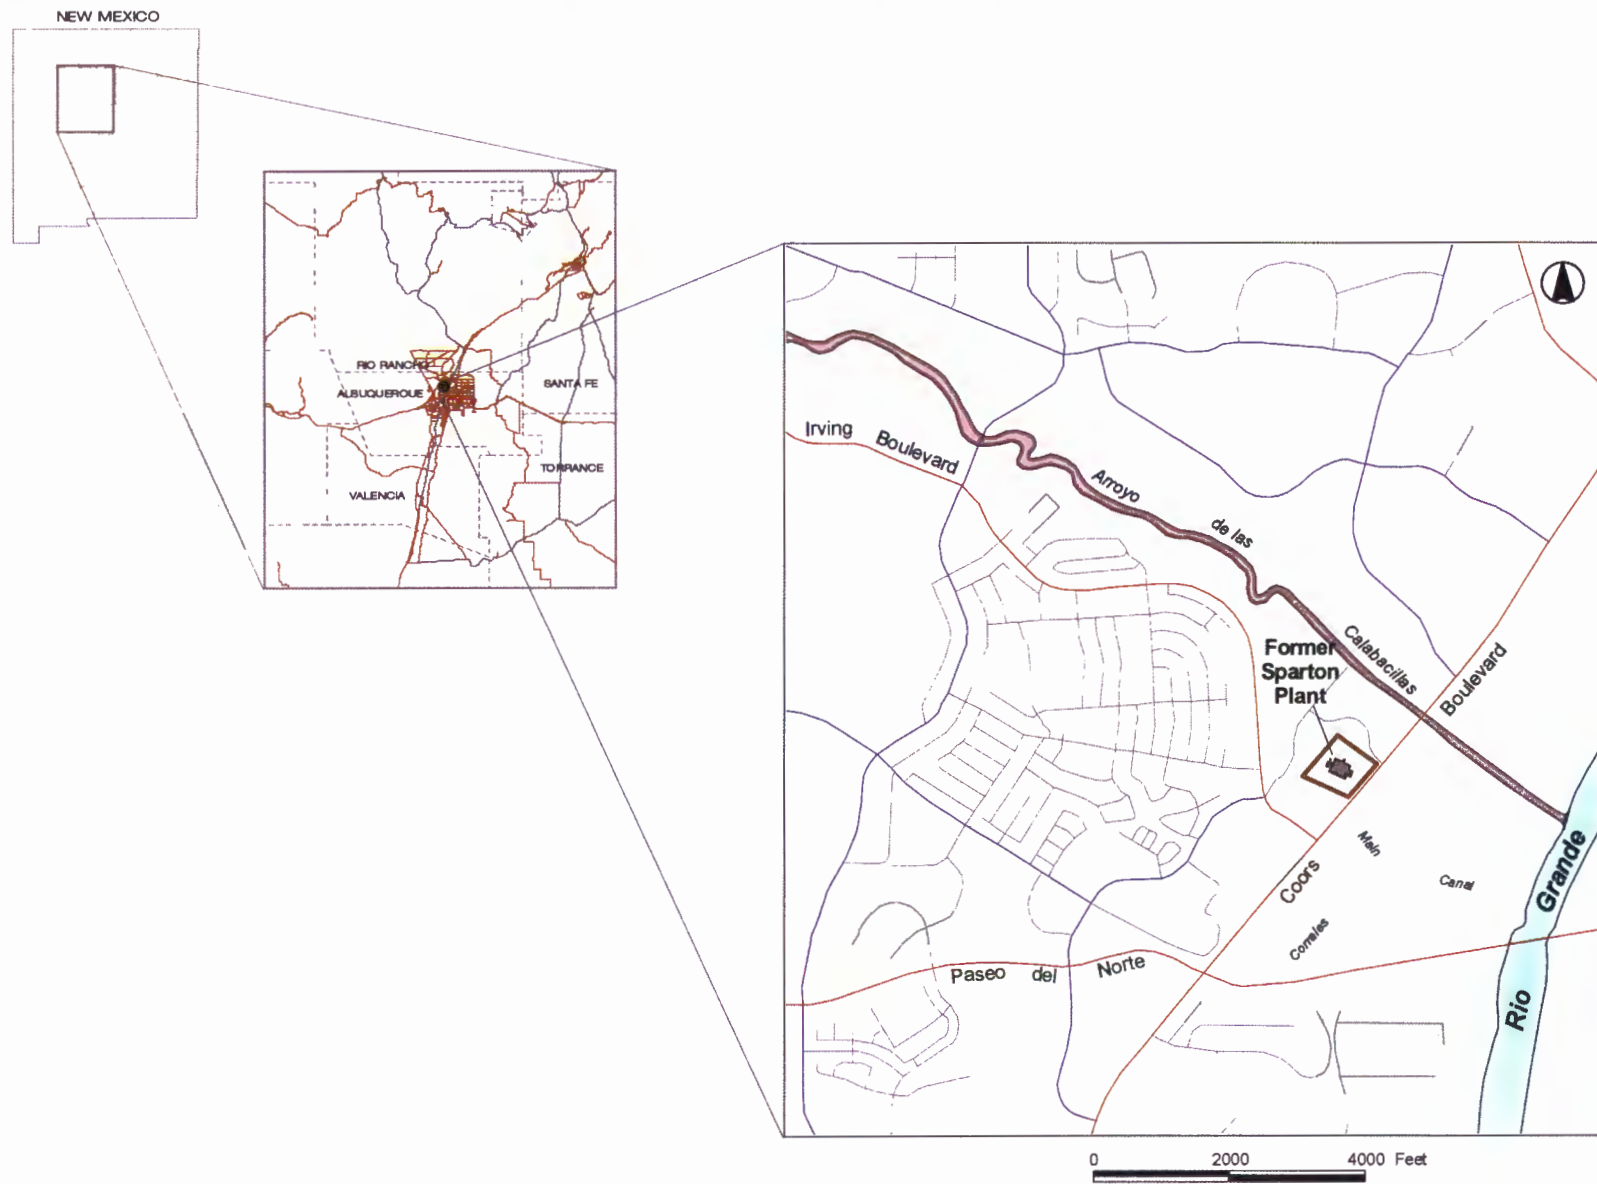 NEW MEXICO
RIO RANCHO
ALBUQUERQUE
SANTA FE
TORRANCE
VALENCIA
Irving Boulevard
Arroyo de las Calabacillas
Former
Sparton
Plant
Coors Boulevard
Main
Canal
Corrales
Rio Grande
Paseo del Norte
0 2000 4000 Feet